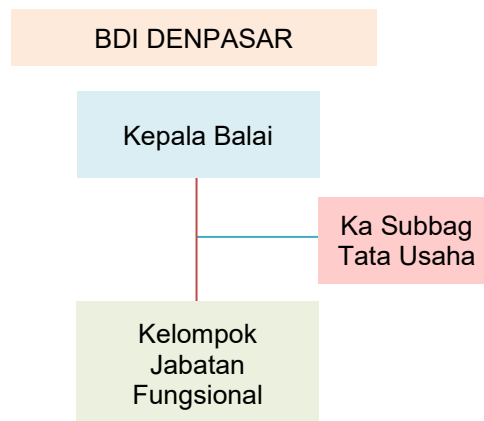 BDI DENPASAR
Kepala Balai
Ka Subbag
Tata Usaha
Kelompok
Jabatan
Fungsional